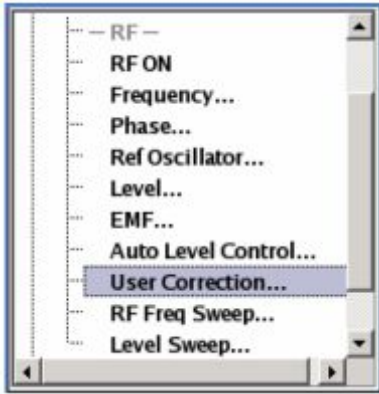 — RF —
RF ON
Frequency...
Phase...
Ref Oscillator...
Level...
EMF...
Auto Level Control...
User Correction...
RF Freq Sweep...
Level Sweep...